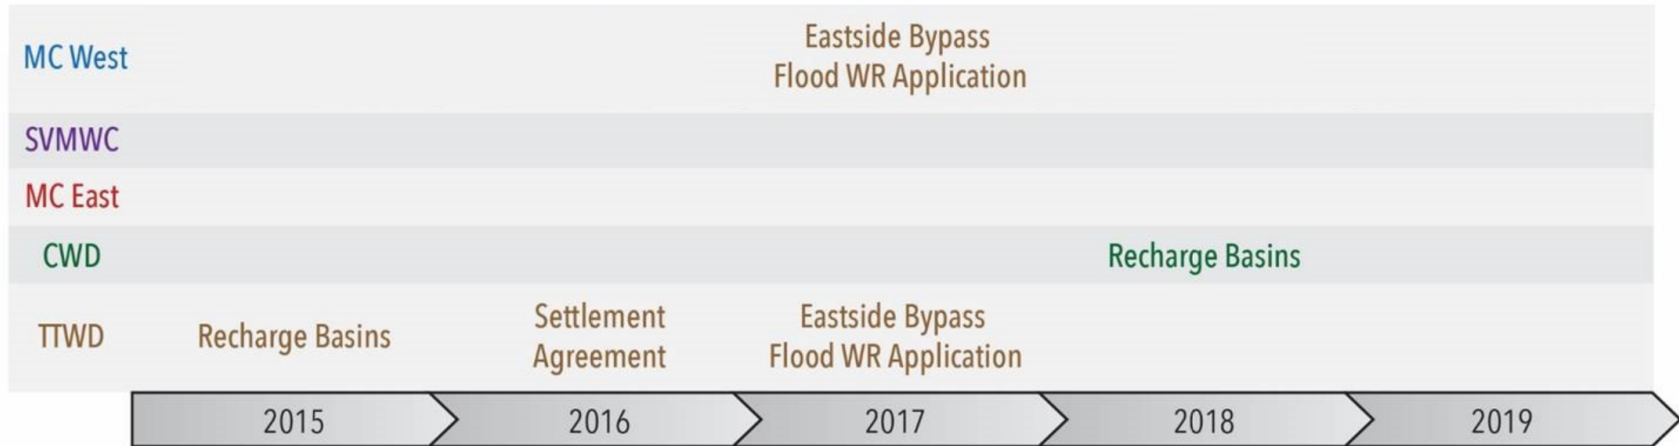 MC West
Eastside Bypass
Flood WR Application
SVMWC
MC East
CWD
Recharge Basins
TTWD
Recharge Basins
Settlement
Agreement
Eastside Bypass
Flood WR Application
2015
2016
2017
2018
2019